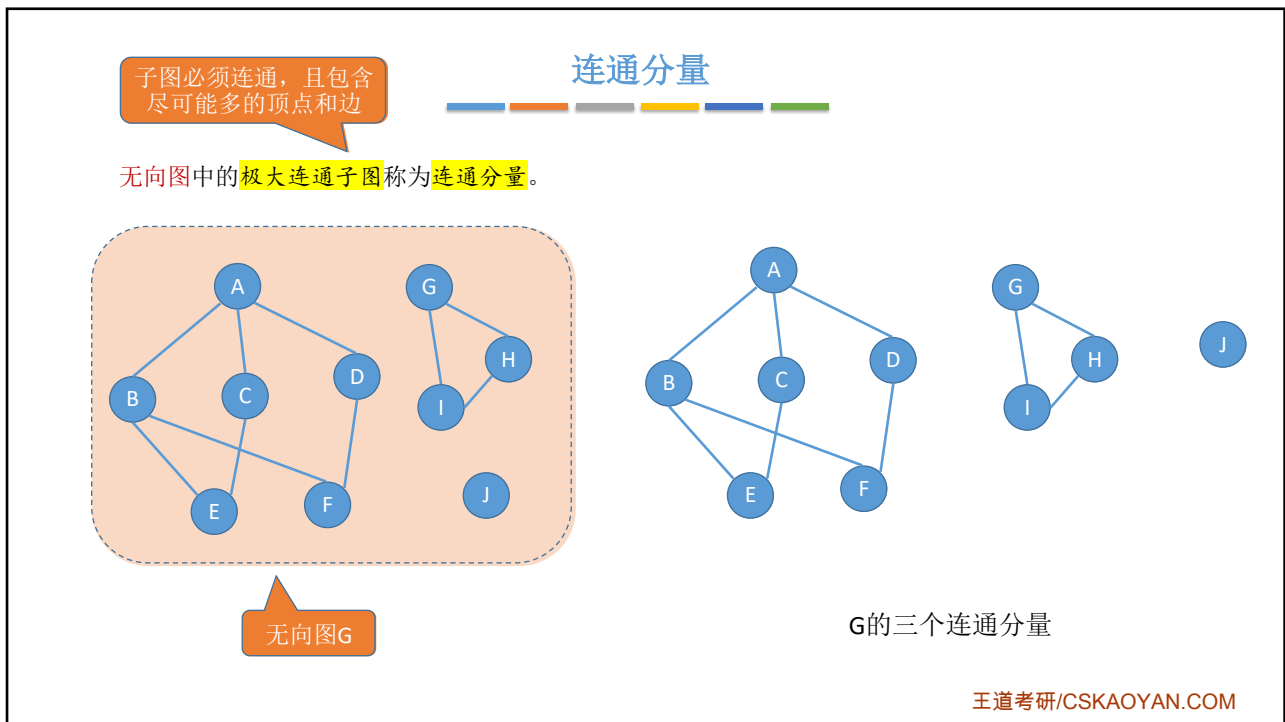 连通分量
子图必须连通，且包含
尽可能多的顶点和边
无向图中的极大连通子图称为连通分量。
A
G
H
D
B
C
I
E
F
J
无向图G
A
G
J
H
D
B
C
I
E
F
G的三个连通分量
王道考研/CSKAOYAN.COM